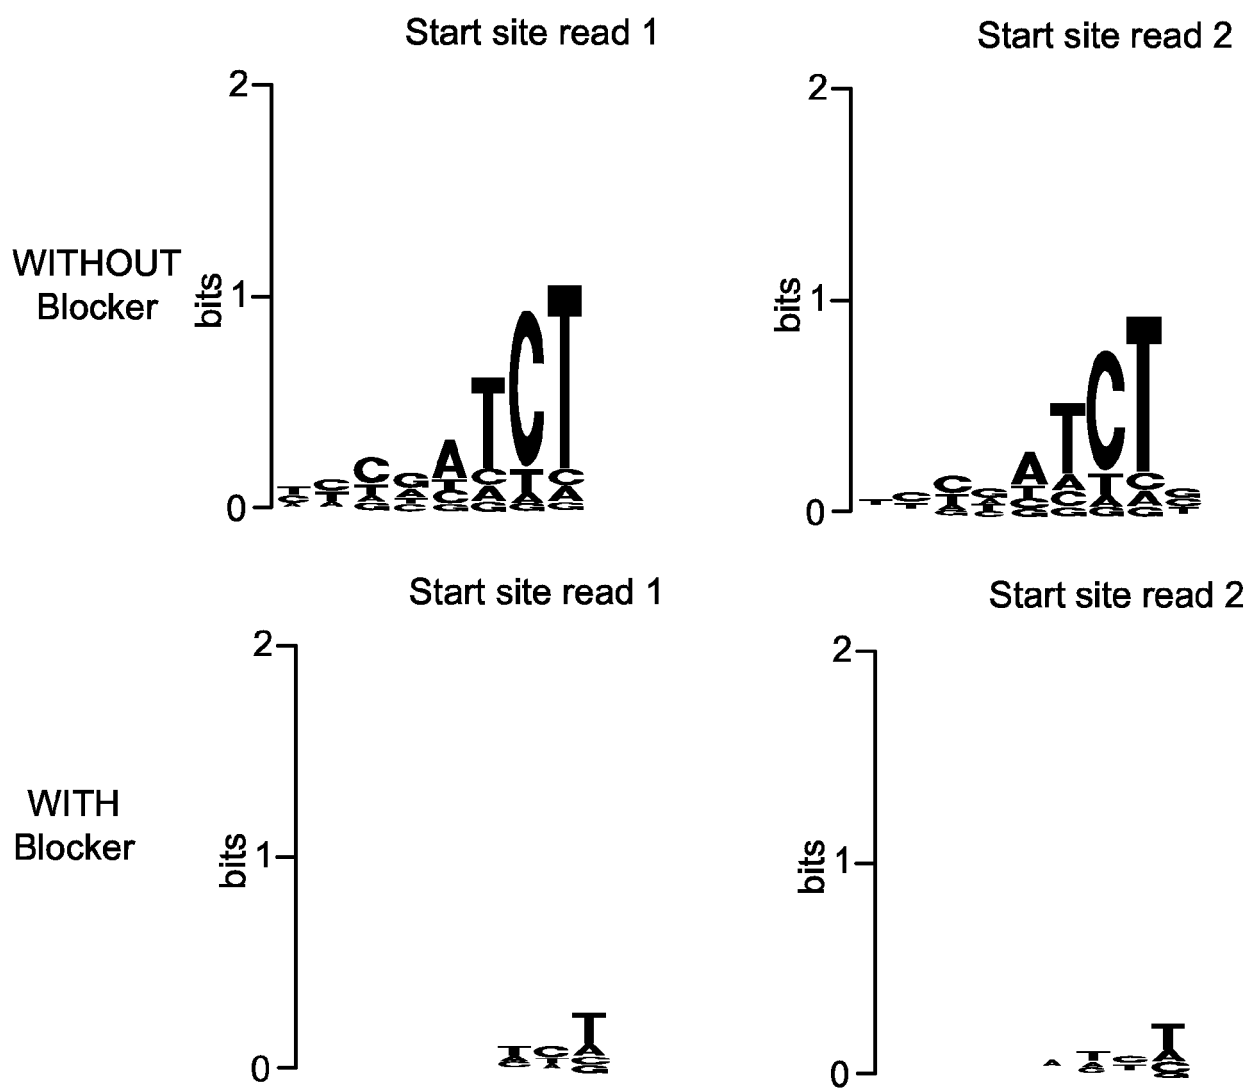 Start site read 1
Start site read 2
2
1
0
bits
WITHOUT
Blocker
A T C T
2
1
0
bits
A T C T
Start site read 1
Start site read 2
2
1
0
bits
WITH
Blocker
T
2
1
0
bits
T